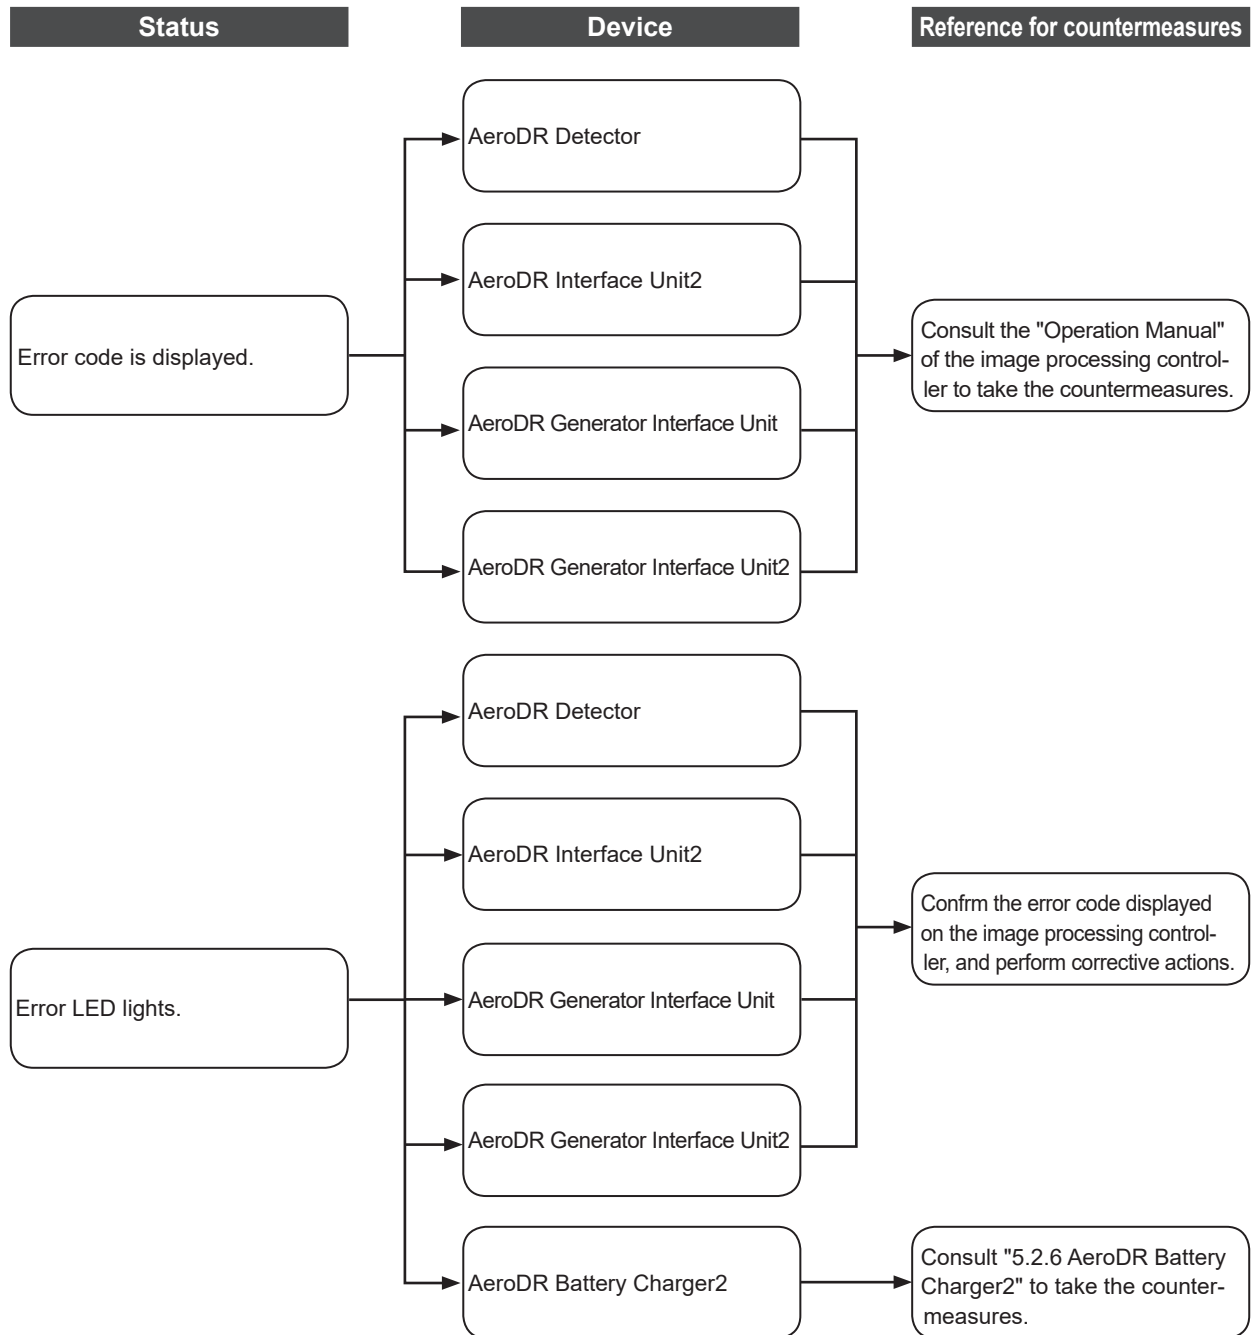 Status
Device
Reference for countermeasures
Error code is displayed.
AeroDR Detector
AeroDR Interface Unit2
AeroDR Generator Interface Unit
AeroDR Generator Interface Unit2
Consult the "Operation Manual"
of the image processing control-
ler to take the countermeasures.
Error LED lights.
AeroDR Detector
AeroDR Interface Unit2
AeroDR Generator Interface Unit
AeroDR Generator Interface Unit2
Confrm the error code displayed
on the image processing control-
ler, and perform corrective actions.
AeroDR Battery Charger2
Consult "5.2.6 AeroDR Battery
Charger2" to take the counter-
measures.